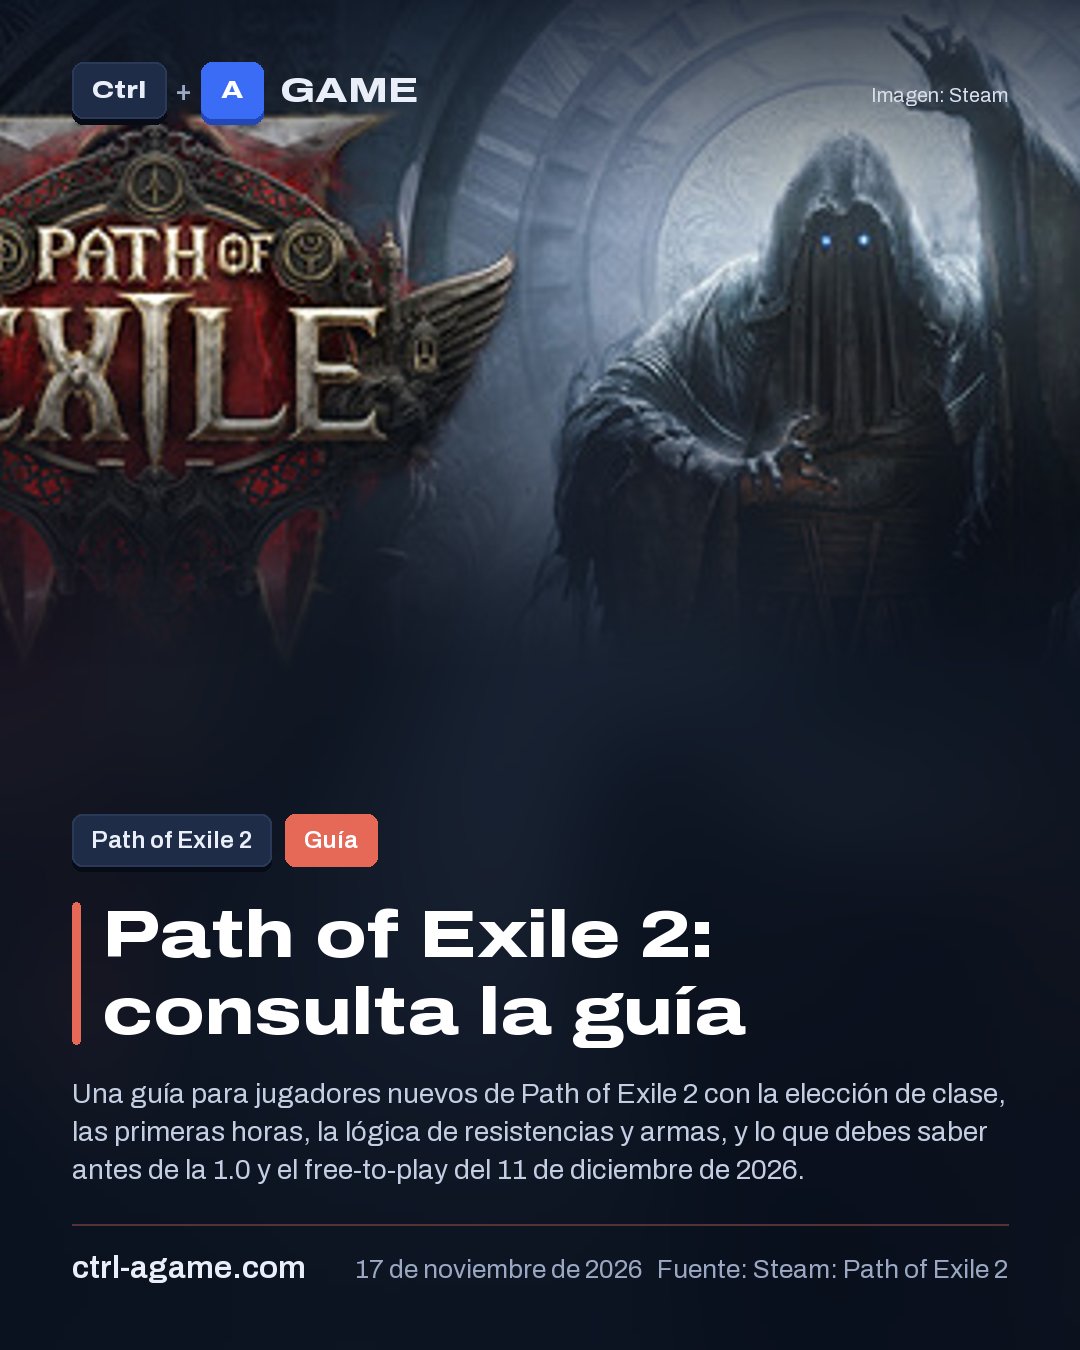 Ctrl + A GAME
Imagen: Steam
PATH OF
EXILE
Path of Exile 2
Guía
Path of Exile 2:
consulta la guía
Una guía para jugadores nuevos de Path of Exile 2 con la elección de clase,
las primeras horas, la lógica de resistencias y armas, y lo que debes saber
antes de la 1.0 y el free-to-play del 11 de diciembre de 2026.
ctrl-agame.com
17 de noviembre de 2026
Fuente: Steam: Path of Exile 2